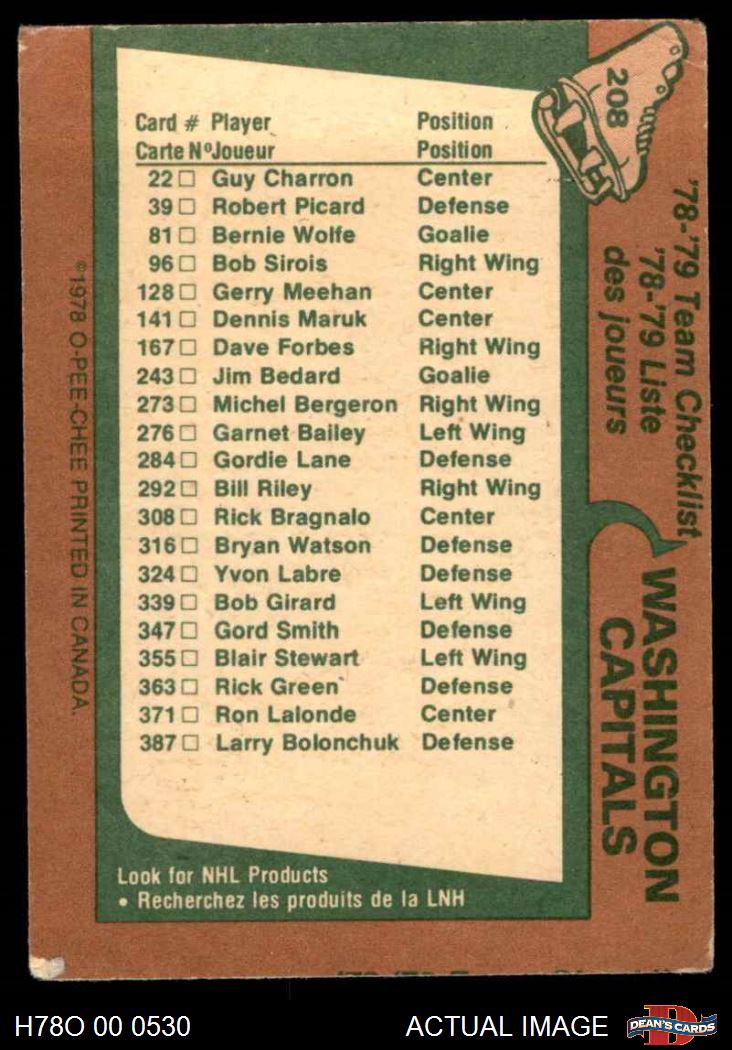 208
'78-'79 Team Checklist
'78-'79 Liste
des joueurs
WASHINGTON
CAPITALS
Card # Player Position
Carte Nº Joueur Position
22 □ Guy Charron Center
39 □ Robert Picard Defense
81 □ Bernie Wolfe Goalie
96 □ Bob Sirois Right Wing
128 □ Gerry Meehan Center
141 □ Dennis Maruk Center
167 □ Dave Forbes Right Wing
243 □ Jim Bedard Goalie
273 □ Michel Bergeron Right Wing
276 □ Garnet Bailey Left Wing
284 □ Gordie Lane Defense
292 □ Bill Riley Right Wing
308 □ Rick Bragnalo Center
316 □ Bryan Watson Defense
324 □ Yvon Labre Defense
339 □ Bob Girard Left Wing
347 □ Gord Smith Defense
355 □ Blair Stewart Left Wing
363 □ Rick Green Defense
371 □ Ron Lalonde Center
387 □ Larry Bolonchuk Defense
Look for NHL Products
• Recherchez les produits de la LNH
©1978 O-PEE-CHEE PRINTED IN CANADA.
H78O 00 0530 ACTUAL IMAGE
DEAN'S CARDS